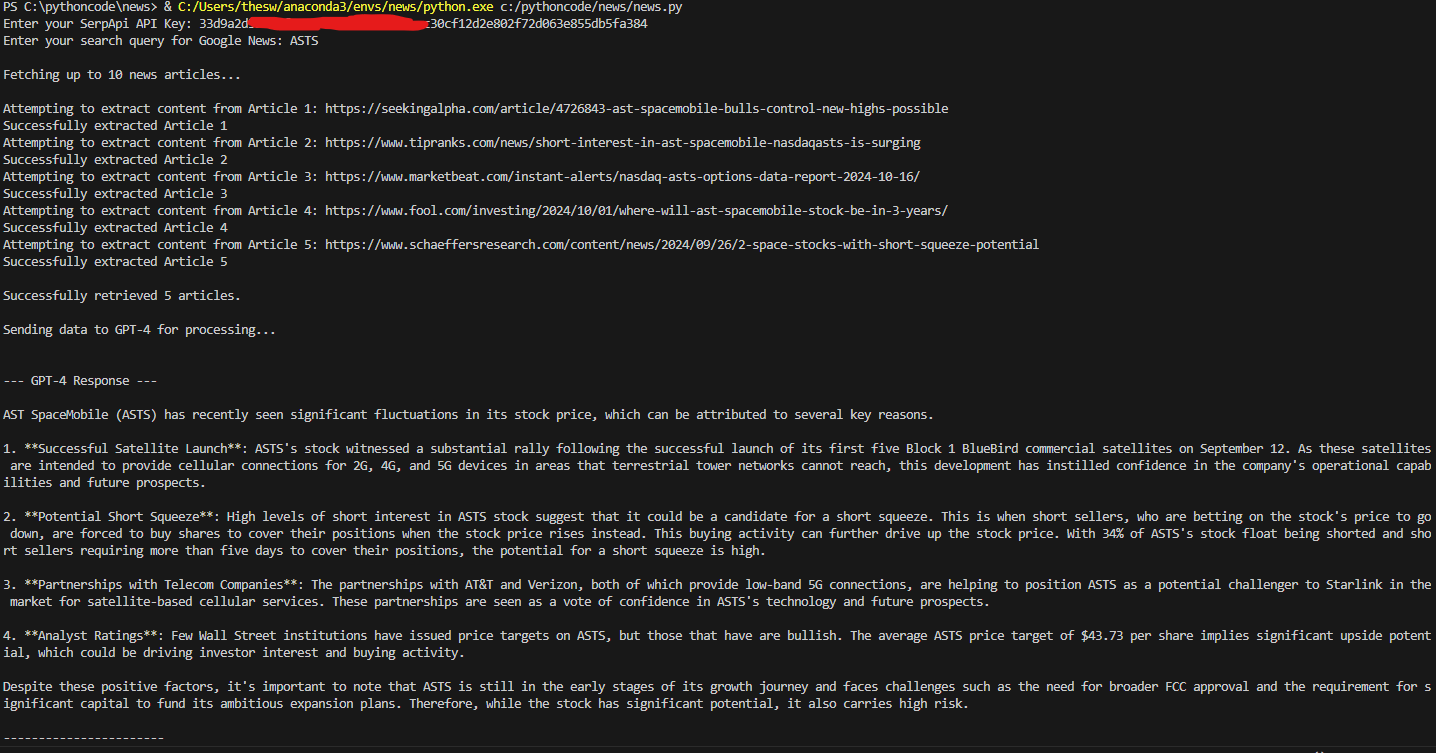 PS C:\pythoncode\news> & C:/Users/thesw/anaconda3/envs/news/python.exe c:/pythoncode/news/news.py
Enter your SerpApi API Key: 33d9a2d 30cf12d2e802f72d063e855db5fa384
Enter your search query for Google News: ASTS
Fetching up to 10 news articles...
Attempting to extract content from Article 1: https://seekingalpha.com/article/4726843-ast-spacemobile-bulls-control-new-highs-possible
Successfully extracted Article 1
Attempting to extract content from Article 2: https://www.tipranks.com/news/short-interest-in-ast-spacemobile-nasdaqasts-is-surging
Successfully extracted Article 2
Attempting to extract content from Article 3: https://www.marketbeat.com/instant-alerts/nasdaq-asts-options-data-report-2024-10-16/
Successfully extracted Article 3
Attempting to extract content from Article 4: https://www.fool.com/investing/2024/10/01/where-will-ast-spacemobile-stock-be-in-3-years/
Successfully extracted Article 4
Attempting to extract content from Article 5: https://www.schaeffersresearch.com/content/news/2024/09/26/2-space-stocks-with-short-squeeze-potential
Successfully extracted Article 5
Successfully retrieved 5 articles.
Sending data to GPT-4 for processing...
--- GPT-4 Response ---
AST SpaceMobile (ASTS) has recently seen significant fluctuations in its stock price, which can be attributed to several key reasons.
1. **Successful Satellite Launch**: ASTS's stock witnessed a substantial rally following the successful launch of its first five Block 1 BlueBird commercial satellites on September 12. As these satellites
are intended to provide cellular connections for 2G, 4G, and 5G devices in areas that terrestrial tower networks cannot reach, this development has instilled confidence in the company's operational capab
ilities and future prospects.
2. **Potential Short Squeeze**: High levels of short interest in ASTS stock suggest that it could be a candidate for a short squeeze. This is when short sellers, who are betting on the stock's price to go
down, are forced to buy shares to cover their positions when the stock price rises instead. This buying activity can further drive up the stock price. With 34% of ASTS's stock float being shorted and sho
rt sellers requiring more than five days to cover their positions, the potential for a short squeeze is high.
3. **Partnerships with Telecom Companies**: The partnerships with AT&T and Verizon, both of which provide low-band 5G connections, are helping to position ASTS as a potential challenger to Starlink in the
market for satellite-based cellular services. These partnerships are seen as a vote of confidence in ASTS's technology and future prospects.
4. **Analyst Ratings**: Few Wall Street institutions have issued price targets on ASTS, but those that have are bullish. The average ASTS price target of $43.73 per share implies significant upside potent
ial, which could be driving investor interest and buying activity.
Despite these positive factors, it's important to note that ASTS is still in the early stages of its growth journey and faces challenges such as the need for broader FCC approval and the requirement for s
ignificant capital to fund its ambitious expansion plans. Therefore, while the stock has significant potential, it also carries high risk.
------------------------